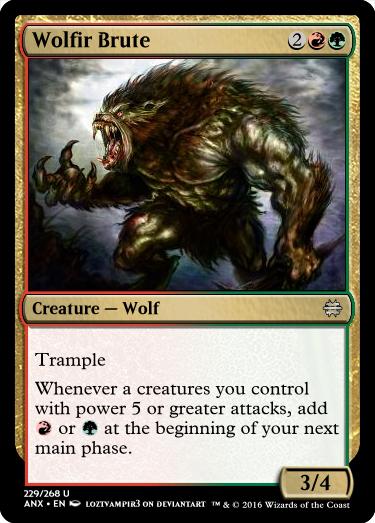 Wolfir Brute 2
Creature — Wolf
Trample
Whenever a creatures you control
with power 5 or greater attacks, add
or at the beginning of your next
main phase.
3/4
229/268 U
ANX • EN LOZTVAMPIR3 ON DEVIANTART ™ & © 2016 Wizards of the Coast